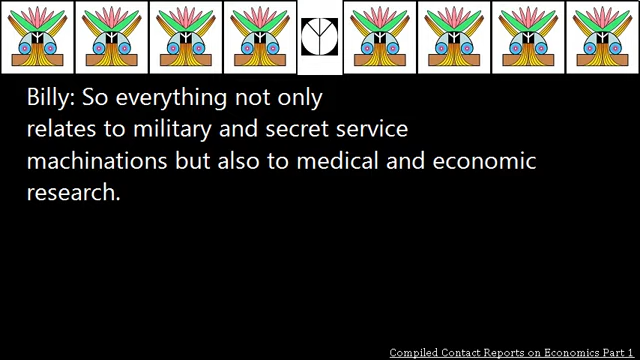 Billy: So everything not only
relates to military and secret service
machinations but also to medical and economic
research.
Compiled Contact Reports on Economics Part 1